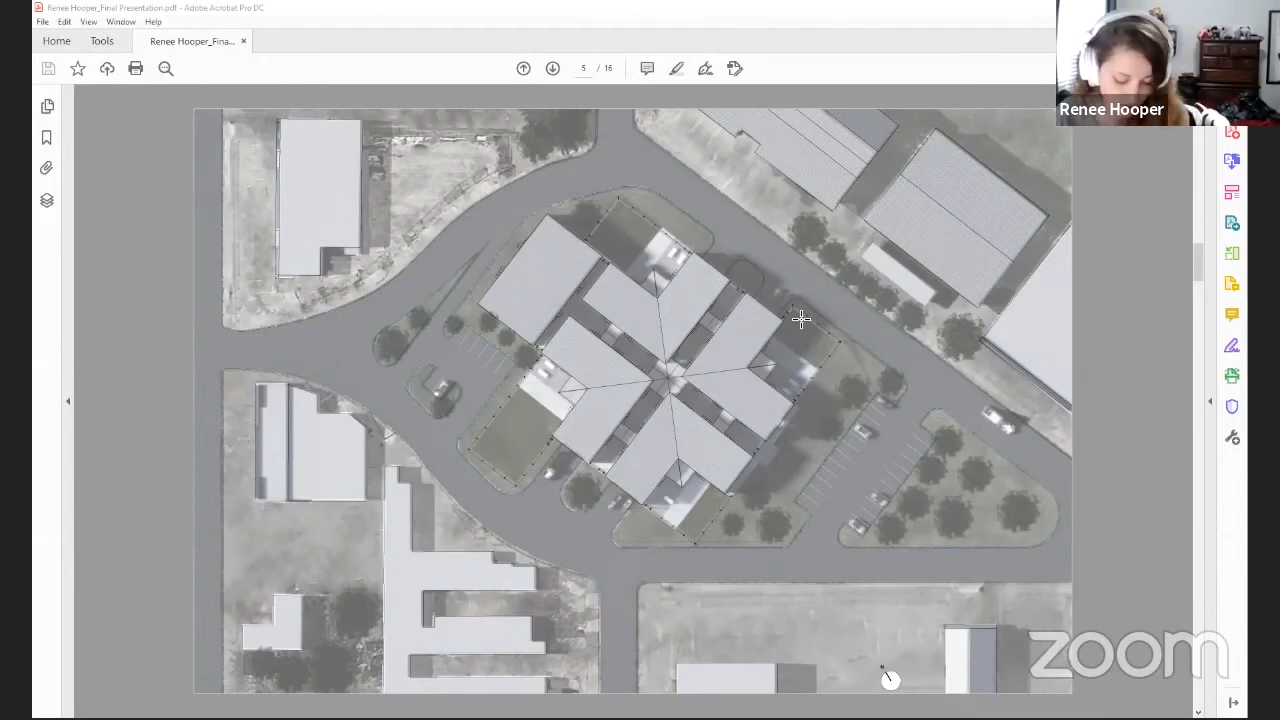 Renee Hooper_Final Presentation.pdf - Adobe Acrobat Pro DC
File Edit View Window Help
Home Tools Renee Hooper_Fina... ×
5 / 16
Renee Hooper
N
zoom